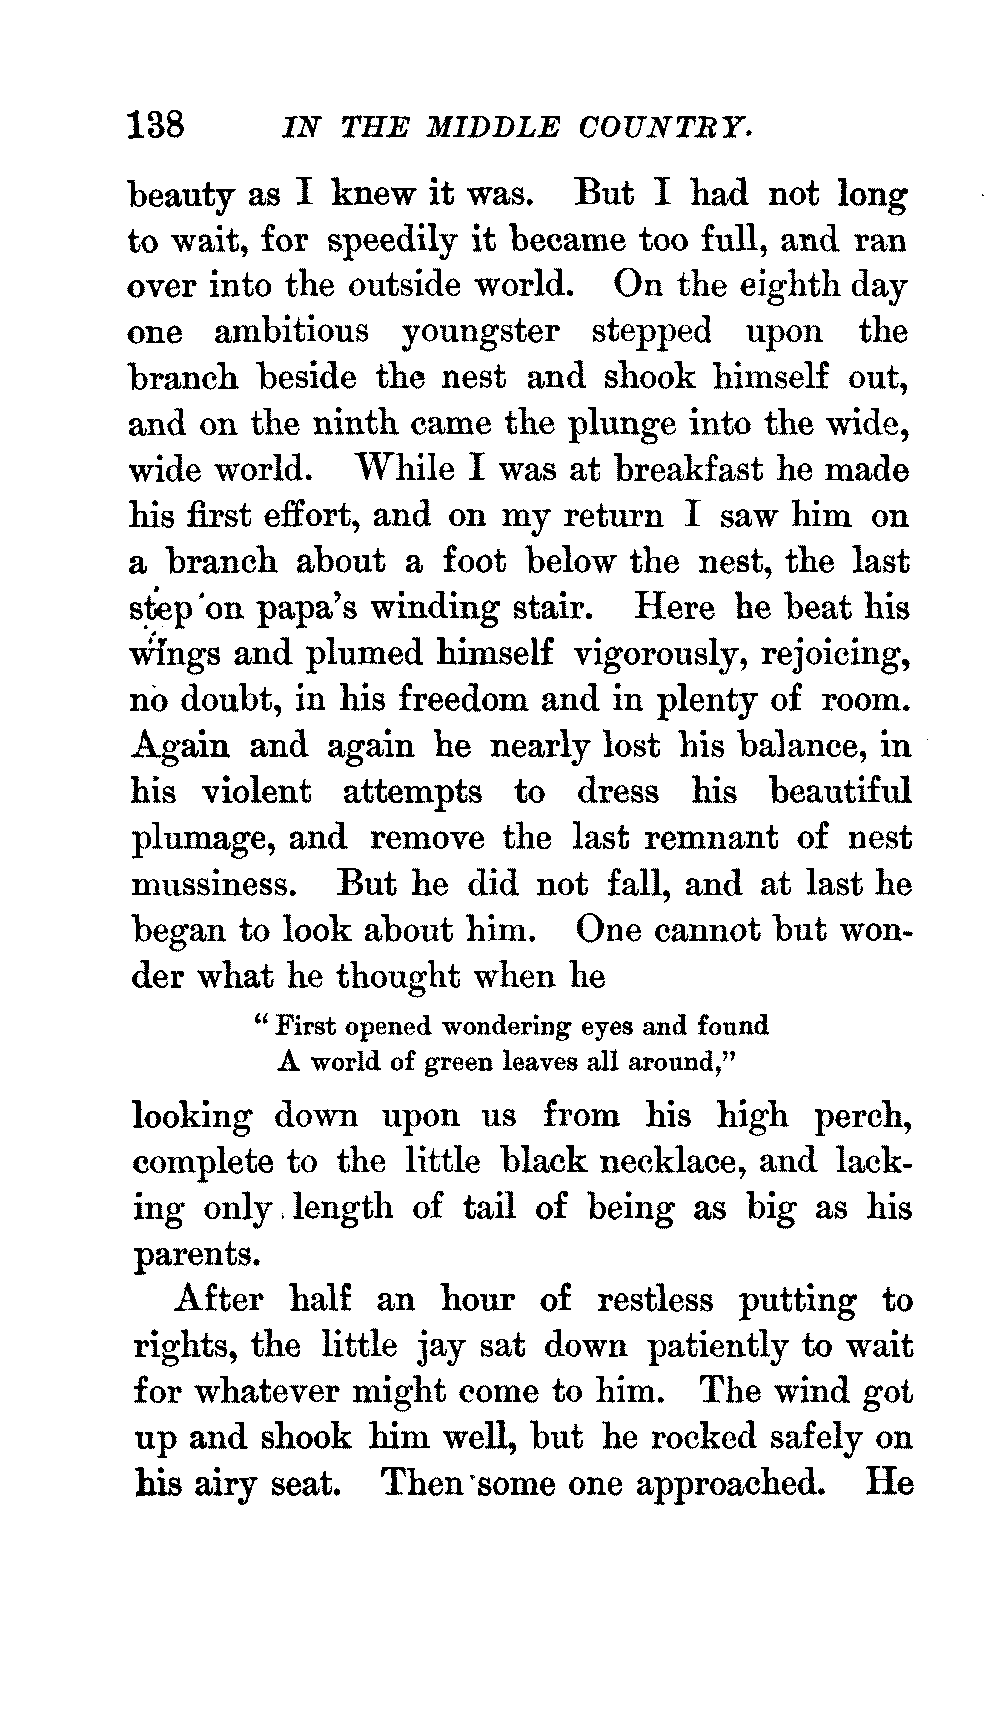 138 IN THE MIDDLE COUNTRY.
beauty as I knew it was. But I had not long
to wait, for speedily it became too full, and ran
over into the outside world. On the eighth day
one ambitious youngster stepped upon the
branch beside the nest and shook himself out,
and on the ninth came the plunge into the wide,
wide world. While I was at breakfast he made
his first effort, and on my return I saw him on
a branch about a foot below the nest, the last
step on papa's winding stair. Here he beat his
wings and plumed himself vigorously, rejoicing,
no doubt, in his freedom and in plenty of room.
Again and again he nearly lost his balance, in
his violent attempts to dress his beautiful
plumage, and remove the last remnant of nest
mussiness. But he did not fall, and at last he
began to look about him. One cannot but won-
der what he thought when he
"First opened wondering eyes and found
A world of green leaves all around,"
looking down upon us from his high perch,
complete to the little black necklace, and lack-
ing only length of tail of being as big as his
parents.
After half an hour of restless putting to
rights, the little jay sat down patiently to wait
for whatever might come to him. The wind got
up and shook him well, but he rocked safely on
his airy seat. Then some one approached. He